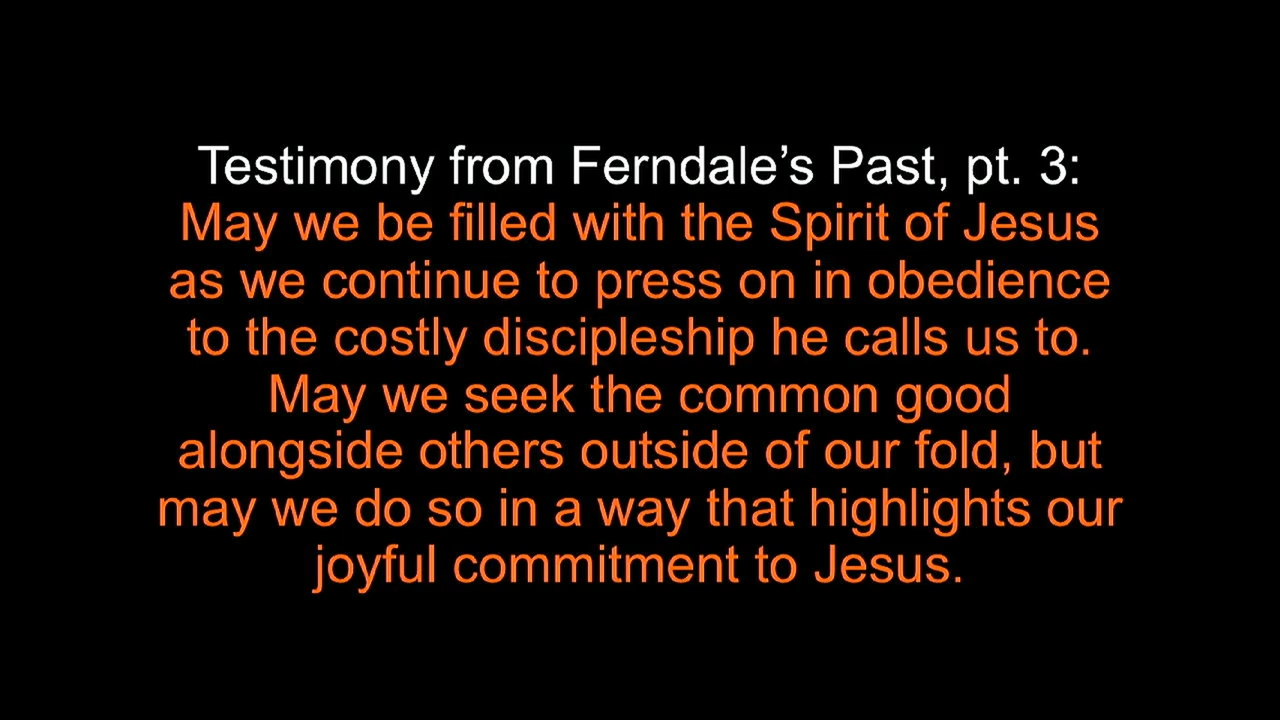 Testimony from Ferndale’s Past, pt. 3:
May we be filled with the Spirit of Jesus
as we continue to press on in obedience
to the costly discipleship he calls us to.
May we seek the common good
alongside others outside of our fold, but
may we do so in a way that highlights our
joyful commitment to Jesus.